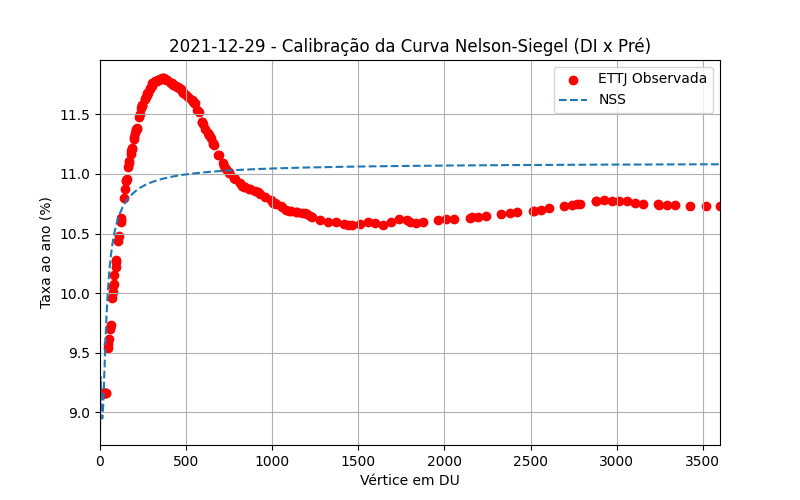 2021-12-29 - Calibração da Curva Nelson-Siegel (DI x Pré)
ETTJ Observada
NSS
11.5
11.0
10.5
10.0
9.5
9.0
Taxa ao ano (%)
0 500 1000 1500 2000 2500 3000 3500
Vértice em DU